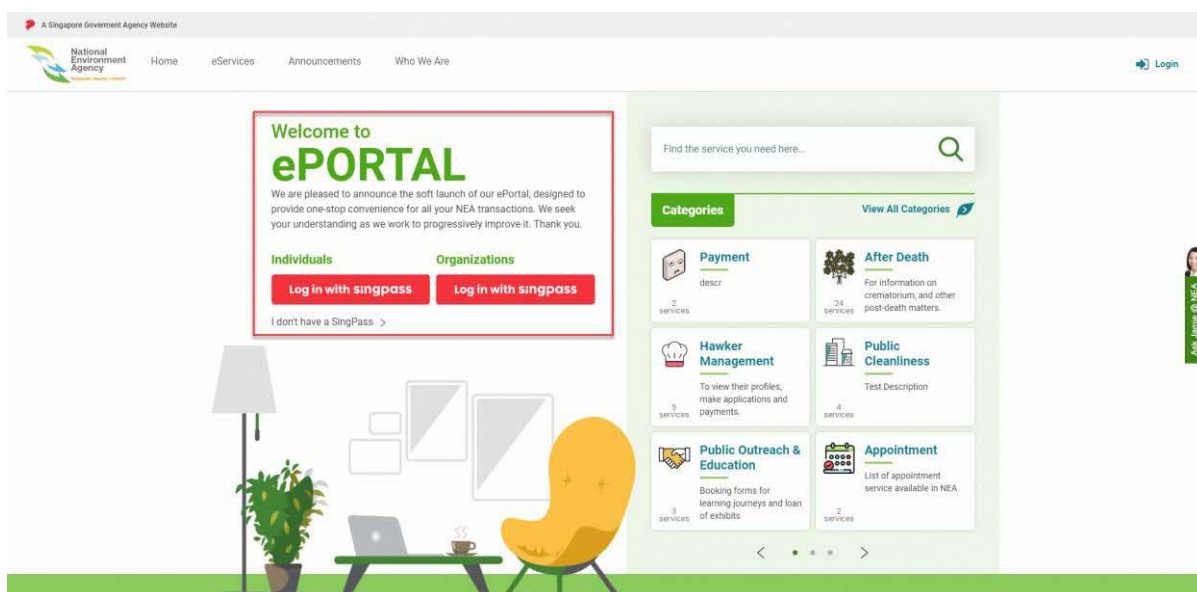 A Singapore Goverment Agency Website
National
Environment
Agency
Home
eServices
Announcements
Who We Are
Login
Welcome to
ePORTAL
We are pleased to announce the soft launch of our ePortal, designed to
provide one-stop convenience for all your NEA transactions. We seek
your understanding as we work to progressively improve it. Thank you.
Individuals
Organizations
Log in with singpass
Log in with singpass
I don't have a SingPass >
Find the service you need here...
Categories
View All Categories
Payment
descr
2
services
After Death
For information on
crematorium, and other
post-death matters.
24
services
Hawker
Management
To view their profiles,
make applications and
payments.
5
services
Public
Cleanliness
Test Description
4
services
Public Outreach &
Education
Booking forms for
learning journeys and loan
of exhibits
3
services
Appointment
List of appointment
service available in NEA
2
services
Ask Jamie @ NEA